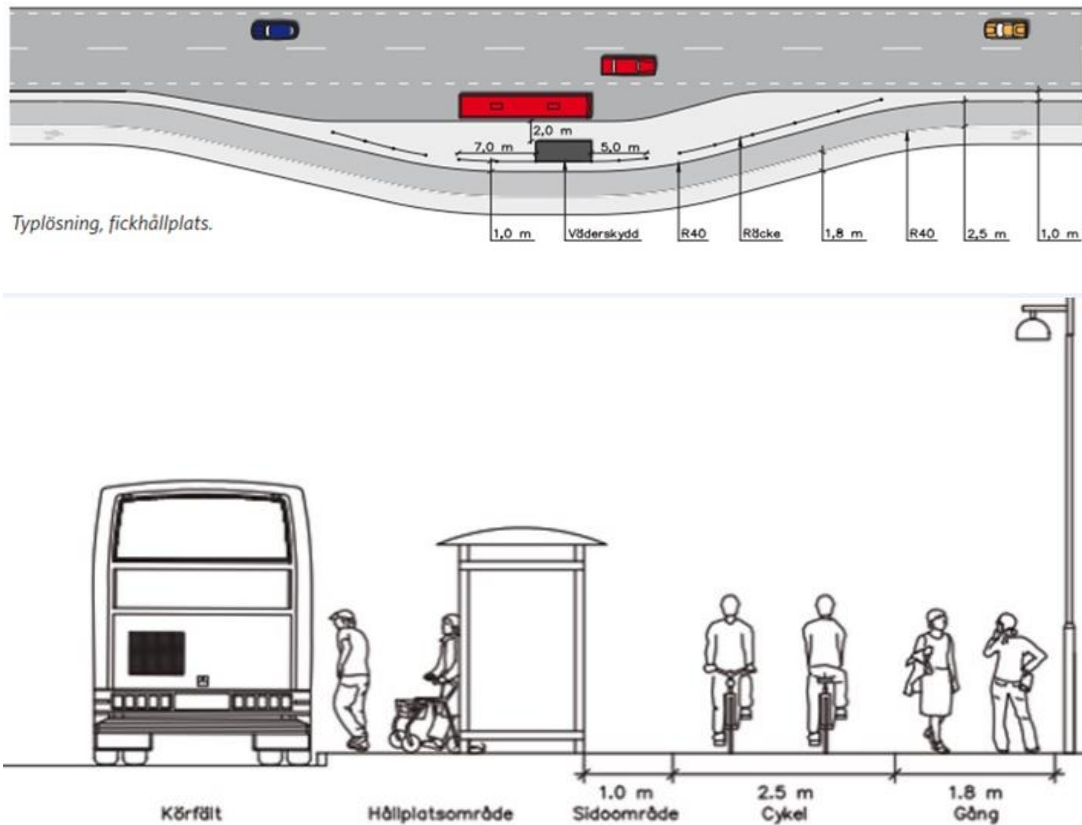 2,0 m
7,0 m
5,0 m
Typlösning, fickhållplats.
1,0 m
Väderskydd
R40
Räcke
1,8 m
R40
2,5 m
1,0 m
1.0 m
2.5 m
1.8 m
Körfält
Hållplatsområde
Sidoområde
Cykel
Gång